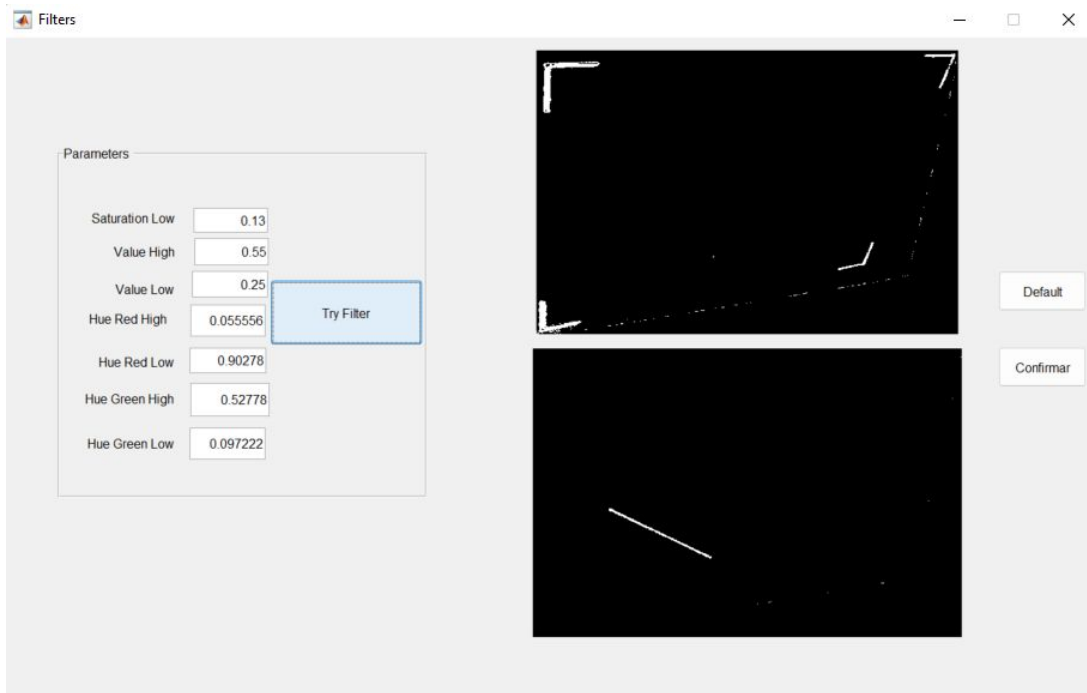 Filters
Parameters
Saturation Low 0.13
Value High 0.55
Value Low 0.25
Hue Red High 0.055556
Try Filter
Hue Red Low 0.90278
Hue Green High 0.52778
Hue Green Low 0.097222
Default
Confirmar